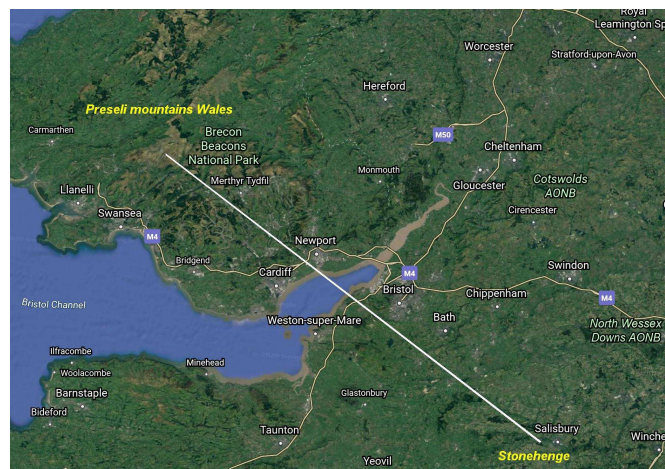 Royal
Leamington Sp
Worcester
Stratford-upon-Avon
Hereford
Preseli mountains Wales
Carmarthen
Brecon
Beacons
National Park
M50
Cheltenham
Monmouth
Merthyr Tydfil
Gloucester
Cotswolds
AONB
Llanelli
Swansea
Cirencester
M4
Newport
Bridgend
Cardiff
M4
Swindon
Bristol
Chippenham
M4
Bristol Channel
Weston-super-Mare
Bath
North Wessex
Downs AONB
Ilfracombe
Woolacombe
Minehead
Barnstaple
Glastonbury
Bideford
Taunton
Salisbury
Winche
Stonehenge
Yeovil